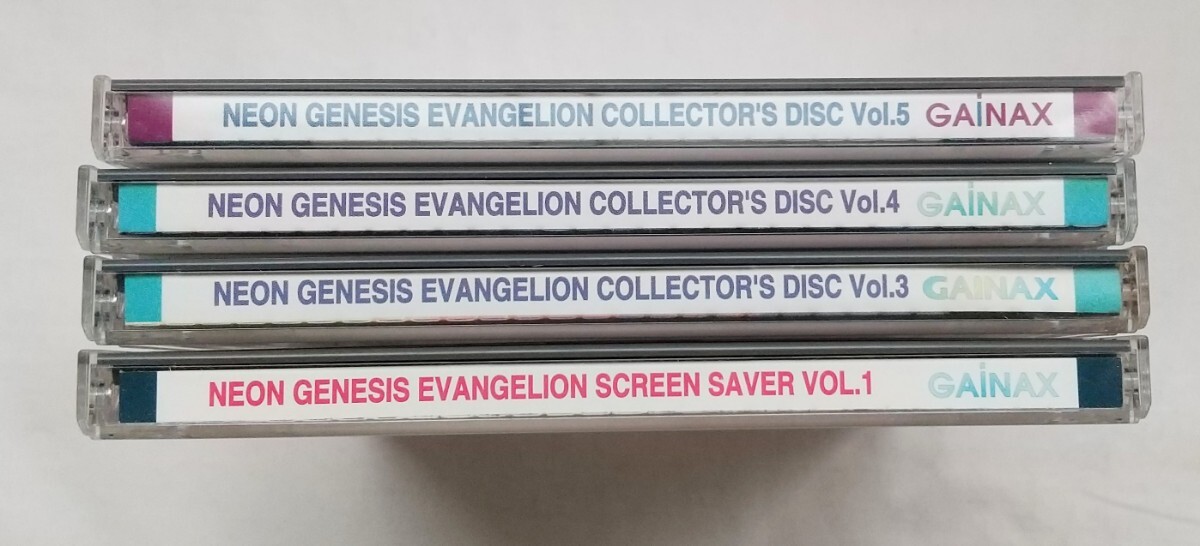 NEON GENESIS EVANGELION COLLECTOR'S DISC Vol.5 GAiNAX
NEON GENESIS EVANGELION COLLECTOR'S DISC Vol.4 GAiNAX
NEON GENESIS EVANGELION COLLECTOR'S DISC Vol.3 GAINAX
NEON GENESIS EVANGELION SCREEN SAVER VOL.1 GAiNAX